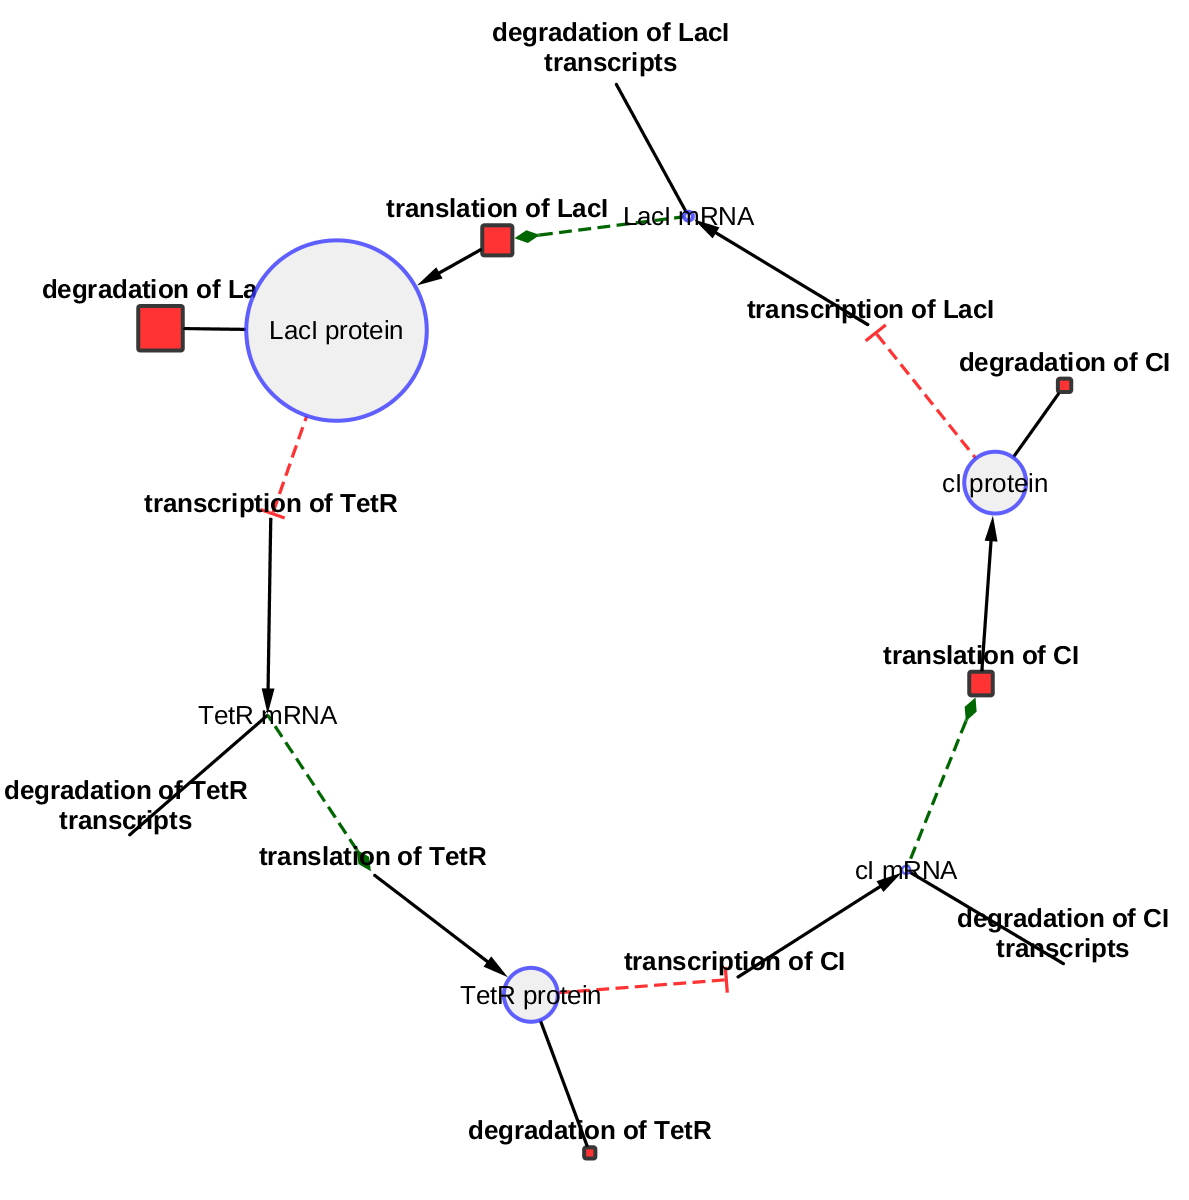 degradation of LacI
transcripts
translation of LacI
LacI mRNA
degradation of La
LacI protein
transcription of LacI
degradation of CI
cI protein
transcription of TetR
translation of CI
TetR mRNA
degradation of TetR
transcripts
translation of TetR
cI mRNA
degradation of CI
transcripts
transcription of CI
TetR protein
degradation of TetR